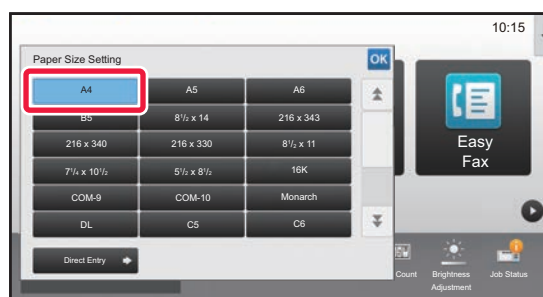 10:15
Paper Size Setting
OK
A4 A5 A6
B5 8¹/₂ x 14 216 x 343
216 x 340 216 x 330 8¹/₂ x 11
7¹/₄ x 10¹/₂ 5¹/₂ x 8¹/₂ 16K
COM-9 COM-10 Monarch
DL C5 C6
Direct Entry
Easy
Fax
Count Brightness Job Status
Adjustment